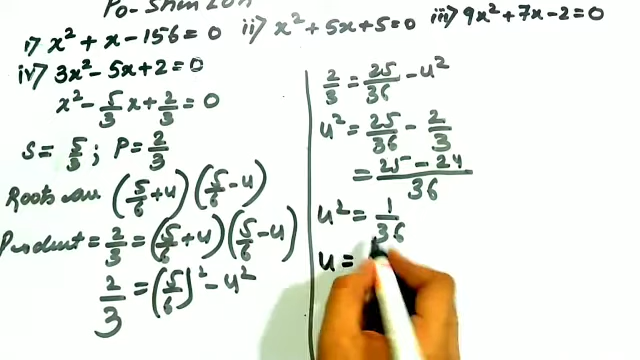 Po-Shen Loh
i) x² + x - 156 = 0 ii) x² + 5x + 5 = 0 iii) 9x² + 7x - 2 = 0
iv) 3x² - 5x + 2 = 0
x² - 5/3 x + 2/3 = 0
S = 5/3 ; P = 2/3
Roots are (5/6 + u) (5/6 - u)
Product = 2/3 = (5/6 + u) (5/6 - u)
2/3 = (5/6)² - u²
2/3 = 25/36 - u²
u² = 25/36 - 2/3
= 25 - 24 / 36
u² = 1/36
u =